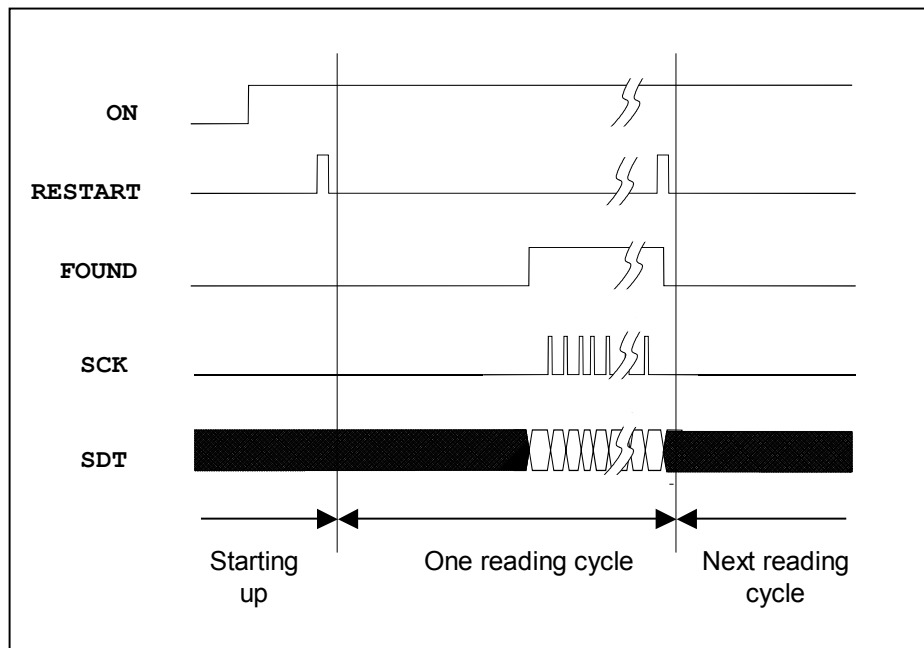 ON
RESTART
FOUND
SCK
SDT
Starting
up
One reading cycle
Next reading
cycle